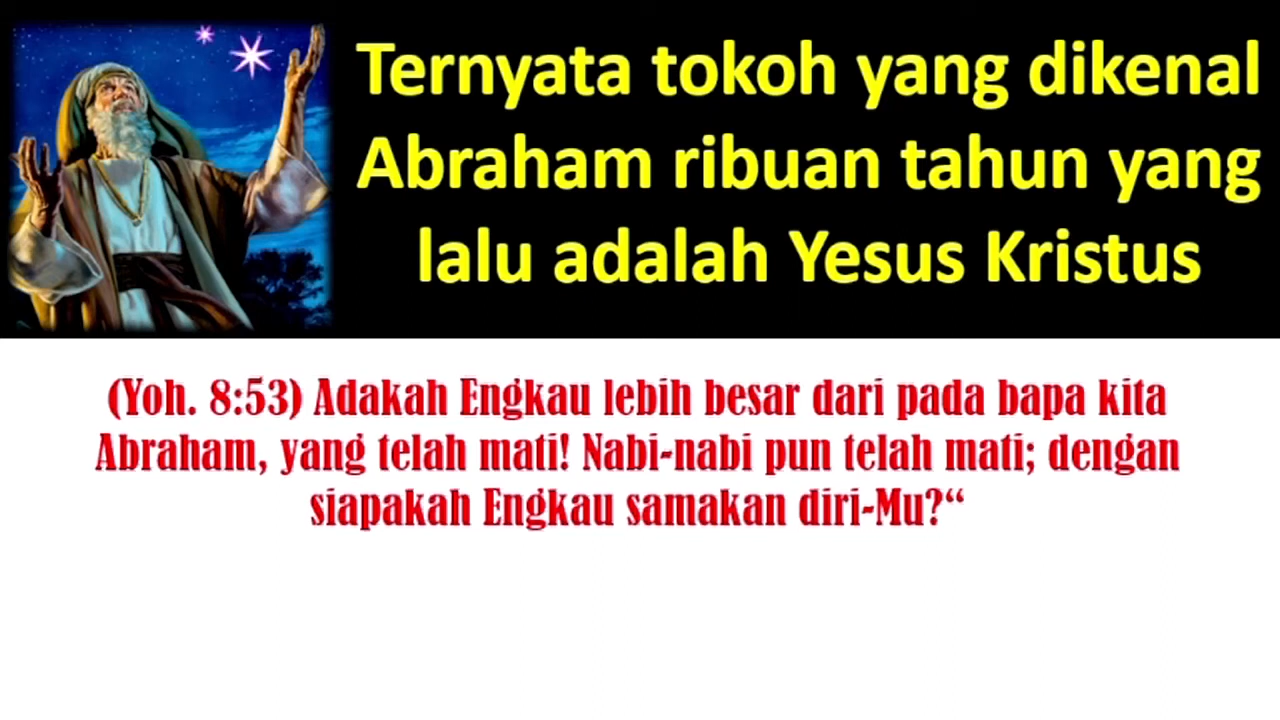 Ternyata tokoh yang dikenal
Abraham ribuan tahun yang
lalu adalah Yesus Kristus
(Yoh. 8:53) Adakah Engkau lebih besar dari pada bapa kita
Abraham, yang telah mati! Nabi-nabi pun telah mati; dengan
siapakah Engkau samakan diri-Mu?“